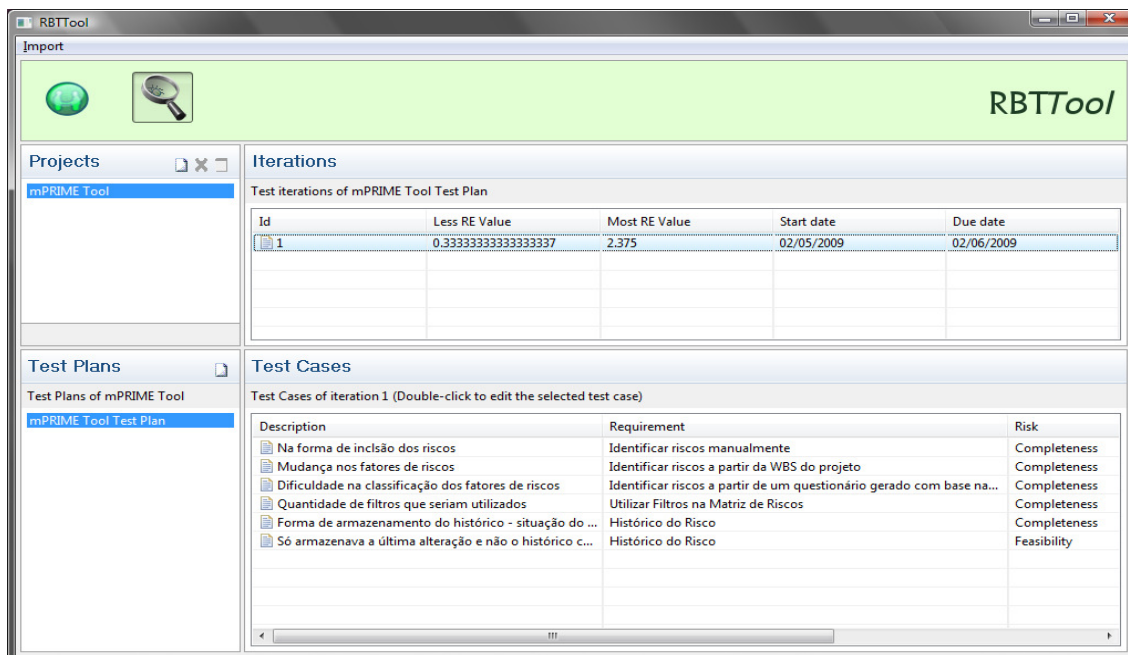 RBTTool
Import
RBTTool
Projects
mPRIME Tool
Iterations
Test iterations of mPRIME Tool Test Plan
Id Less RE Value Most RE Value Start date Due date
1 0.33333333333333337 2.375 02/05/2009 02/06/2009
Test Plans
Test Plans of mPRIME Tool
mPRIME Tool Test Plan
Test Cases
Test Cases of iteration 1 (Double-click to edit the selected test case)
Description Requirement Risk
Na forma de inclsão dos riscos Identificar riscos manualmente Completeness
Mudança nos fatores de riscos Identificar riscos a partir da WBS do projeto Completeness
Dificuldade na classificação dos fatores de riscos Identificar riscos a partir de um questionário gerado com base na... Completeness
Quantidade de filtros que seriam utilizados Utilizar Filtros na Matriz de Riscos Completeness
Forma de armazenamento do histórico - situação do ... Histórico do Risco Completeness
Só armazenava a última alteração e não o histórico c... Histórico do Risco Feasibility